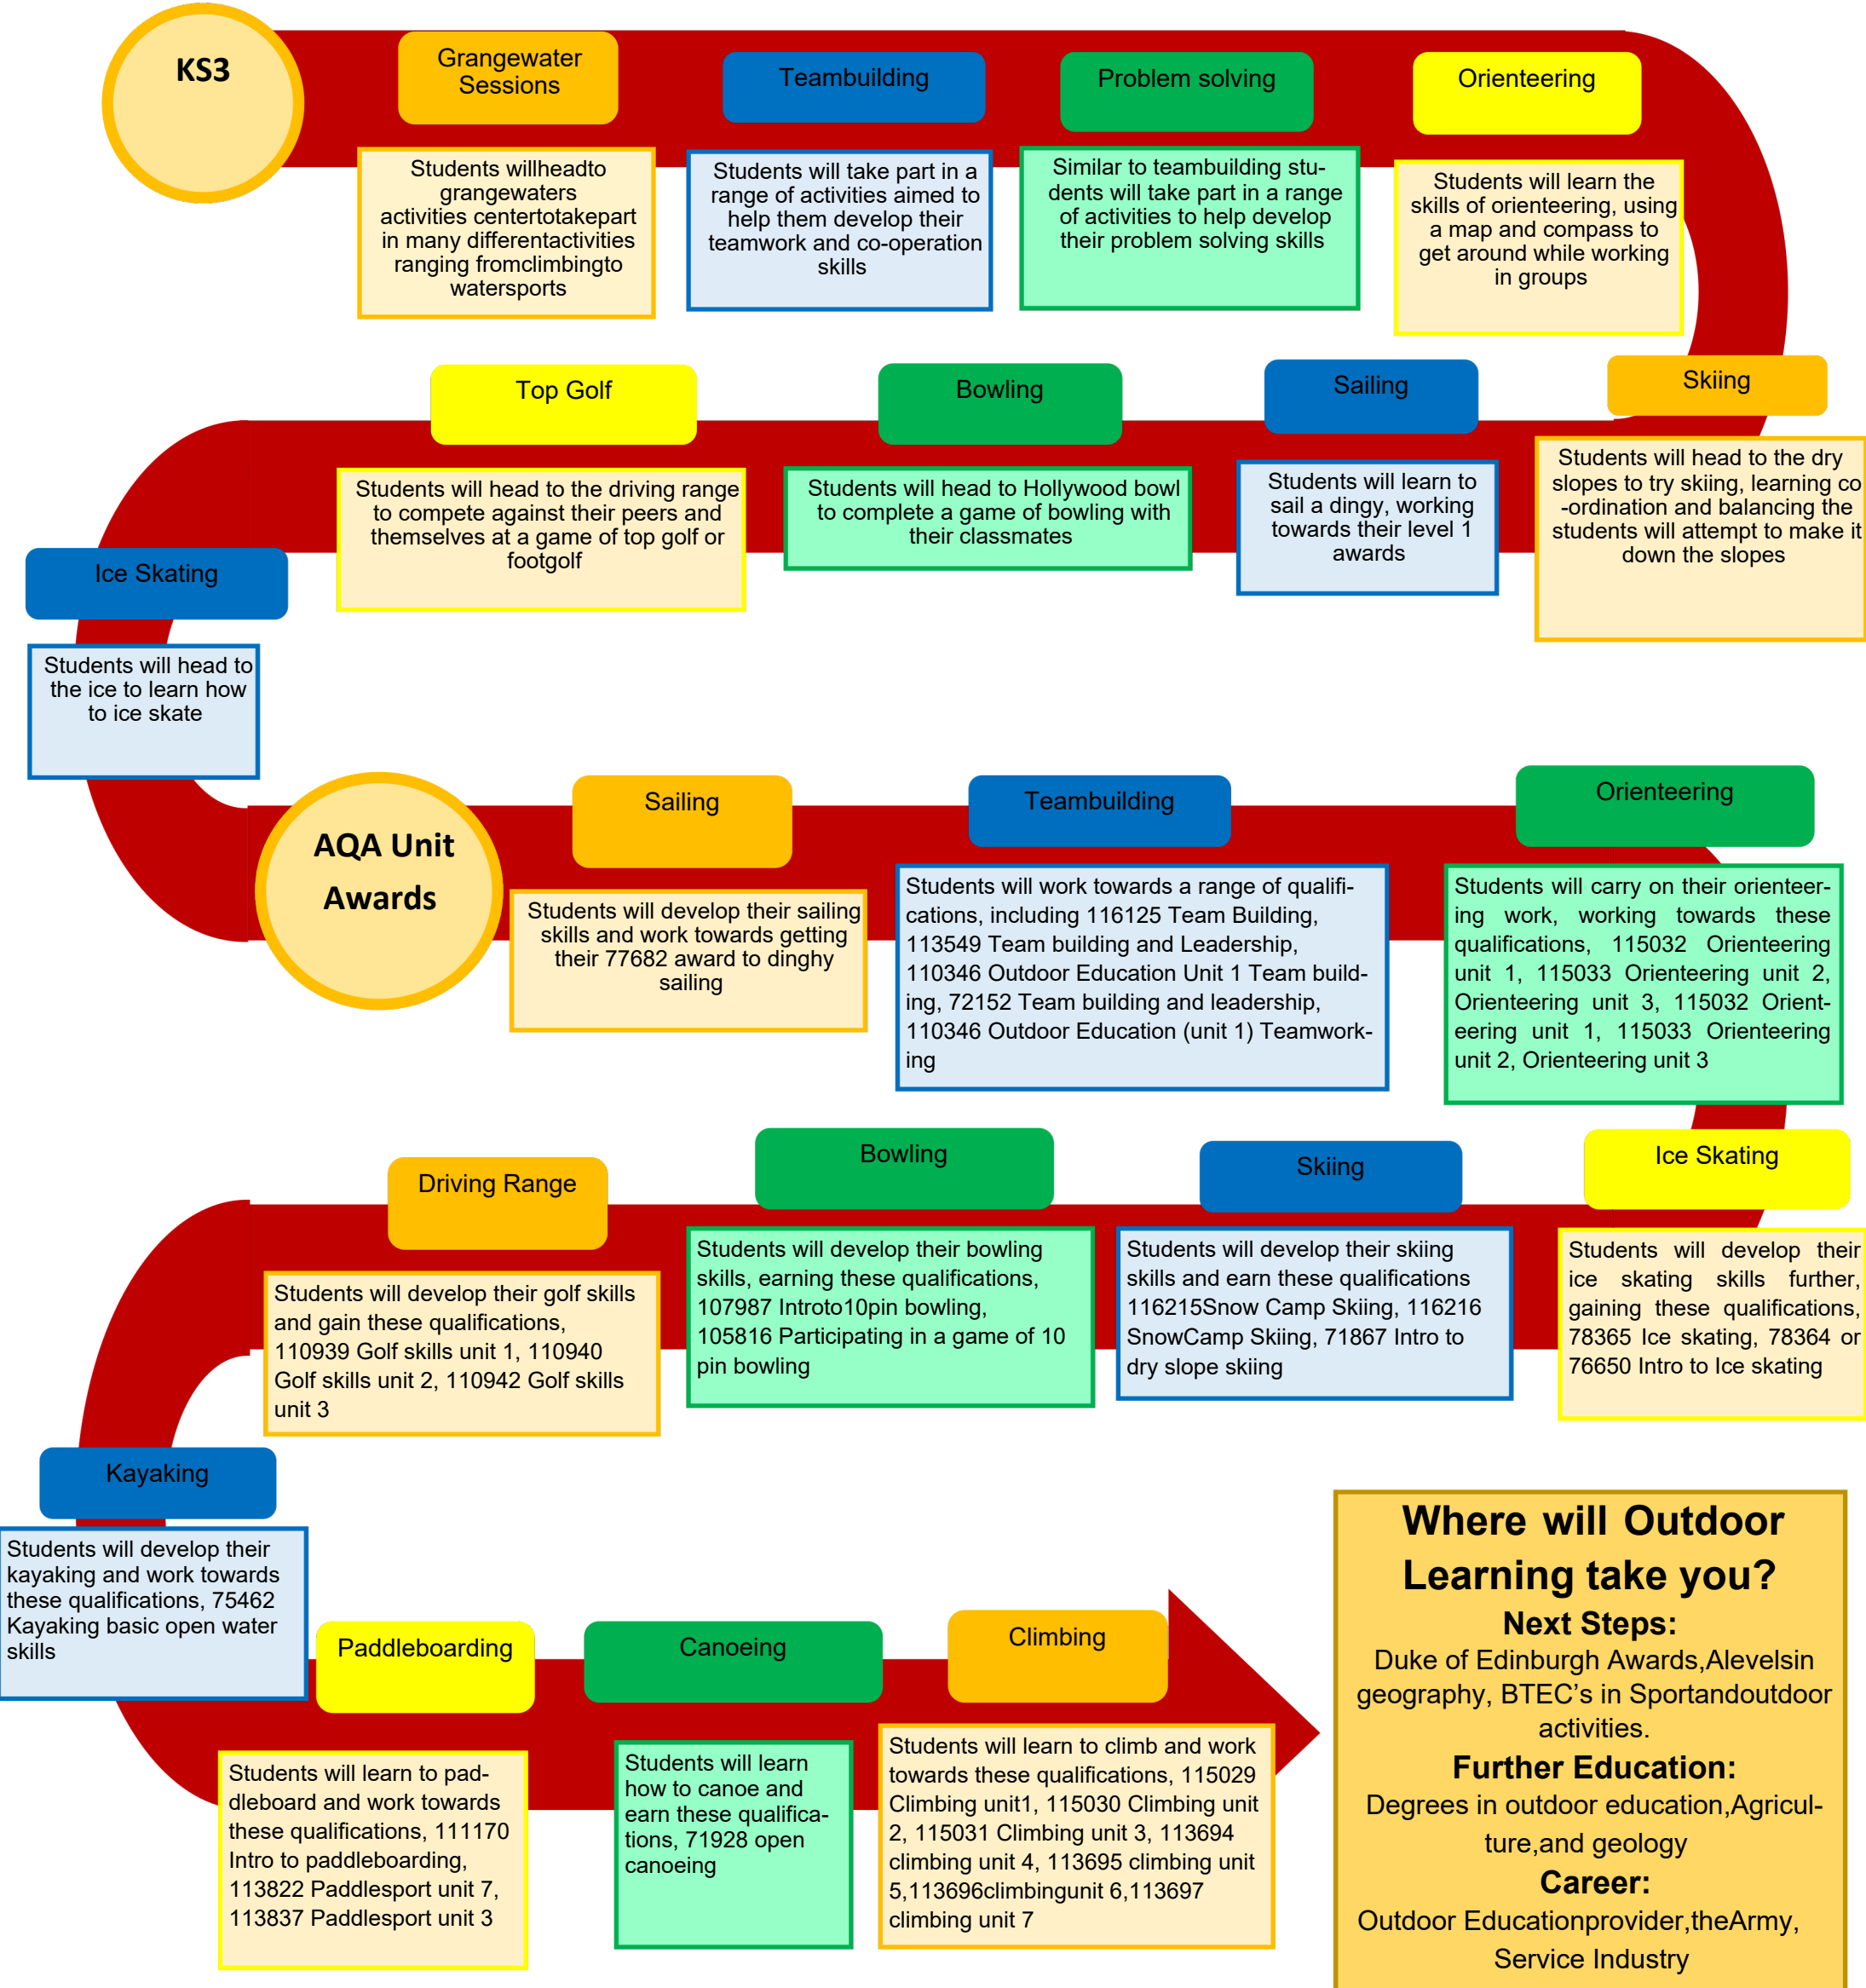 KS3
Grangewater
Sessions
Students willheadto
grangewaters
activities centertotakepart
in many differentactivities
ranging fromclimbingto
watersports
Teambuilding
Students will take part in a
range of activities aimed to
help them develop their
teamwork and co-operation
skills
Problem solving
Similar to teambuilding stu-
dents will take part in a range
of activities to help develop
their problem solving skills
Orienteering
Students will learn the
skills of orienteering, using
a map and compass to
get around while working
in groups
Skiing
Students will head to the dry
slopes to try skiing, learning co
-ordination and balancing the
students will attempt to make it
down the slopes
Sailing
Students will learn to
sail a dingy, working
towards their level 1
awards
Bowling
Students will head to Hollywood bowl
to complete a game of bowling with
their classmates
Top Golf
Students will head to the driving range
to compete against their peers and
themselves at a game of top golf or
footgolf
Ice Skating
Students will head to
the ice to learn how
to ice skate
AQA Unit
Awards
Sailing
Students will develop their sailing
skills and work towards getting
their 77682 award to dinghy
sailing
Teambuilding
Students will work towards a range of qualifi-
cations, including 116125 Team Building,
113549 Team building and Leadership,
110346 Outdoor Education Unit 1 Team build-
ing, 72152 Team building and leadership,
110346 Outdoor Education (unit 1) Teamwork-
ing
Orienteering
Students will carry on their orienteer-
ing work, working towards these
qualifications, 115032 Orienteering
unit 1, 115033 Orienteering unit 2,
Orienteering unit 3, 115032 Orient-
eering unit 1, 115033 Orienteering
unit 2, Orienteering unit 3
Ice Skating
Students will develop their
ice skating skills further,
gaining these qualifications,
78365 Ice skating, 78364 or
76650 Intro to Ice skating
Skiing
Students will develop their skiing
skills and earn these qualifications
116215Snow Camp Skiing, 116216
SnowCamp Skiing, 71867 Intro to
dry slope skiing
Bowling
Students will develop their bowling
skills, earning these qualifications,
107987 Introto10pin bowling,
105816 Participating in a game of 10
pin bowling
Driving Range
Students will develop their golf skills
and gain these qualifications,
110939 Golf skills unit 1, 110940
Golf skills unit 2, 110942 Golf skills
unit 3
Kayaking
Students will develop their
kayaking and work towards
these qualifications, 75462
Kayaking basic open water
skills
Paddleboarding
Students will learn to pad-
dleboard and work towards
these qualifications, 111170
Intro to paddleboarding,
113822 Paddlesport unit 7,
113837 Paddlesport unit 3
Canoeing
Students will learn
how to canoe and
earn these qualifica-
tions, 71928 open
canoeing
Climbing
Students will learn to climb and work
towards these qualifications, 115029
Climbing unit1, 115030 Climbing unit
2, 115031 Climbing unit 3, 113694
climbing unit 4, 113695 climbing unit
5,113696climbingunit 6,113697
climbing unit 7
Where will Outdoor
Learning take you?
Next Steps:
Duke of Edinburgh Awards,Alevelsin
geography, BTEC’s in Sportandoutdoor
activities.
Further Education:
Degrees in outdoor education,Agricul-
ture,and geology
Career:
Outdoor Educationprovider,theArmy,
Service Industry